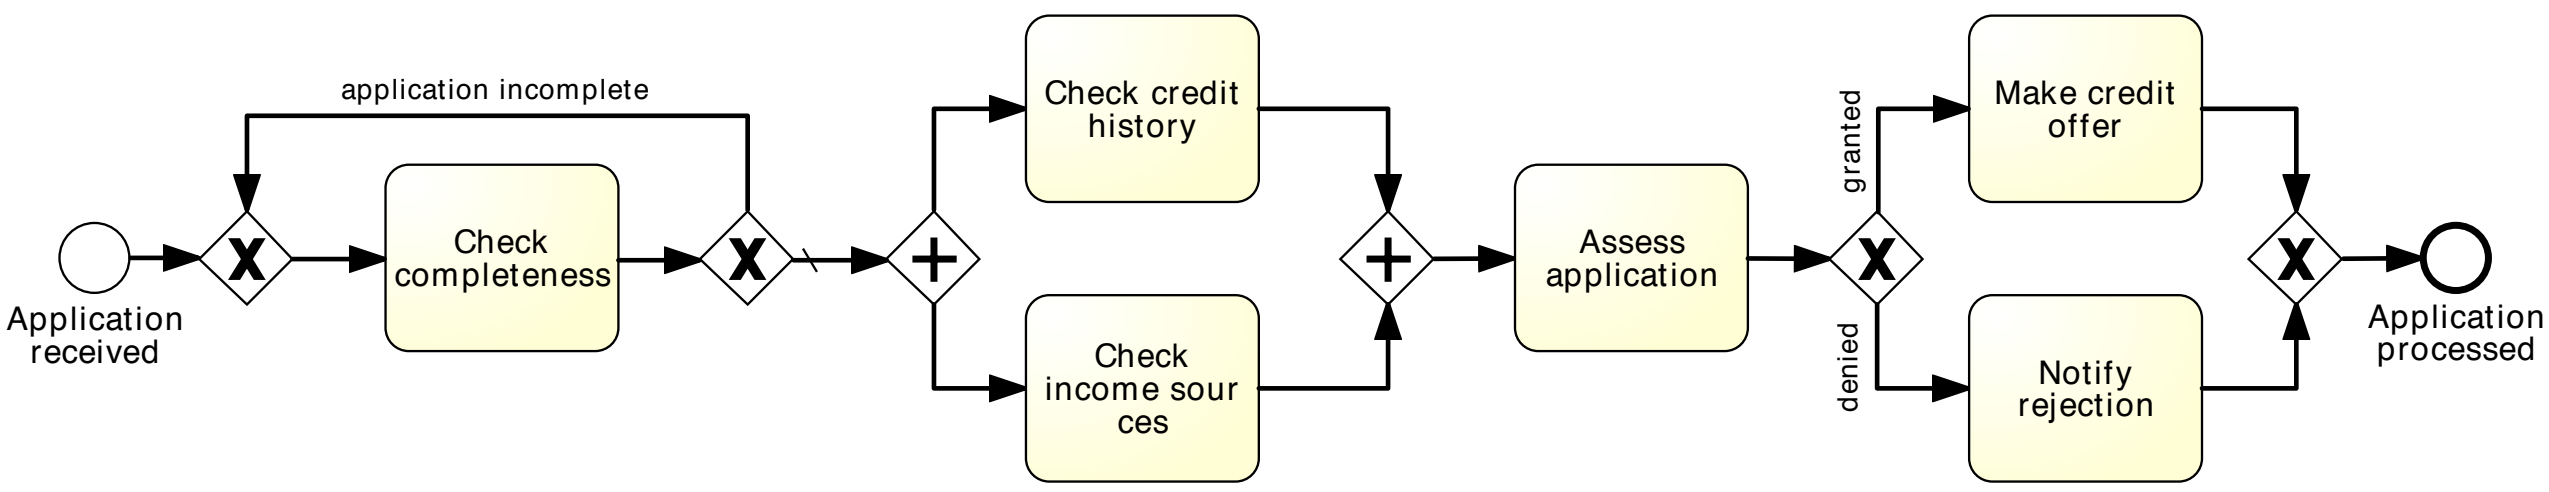 Application
received
application incomplete
Check
completeness
Check credit
history
Check
income sour
ces
Assess
application
granted
denied
Make credit
offer
Notify
rejection
Application
processed